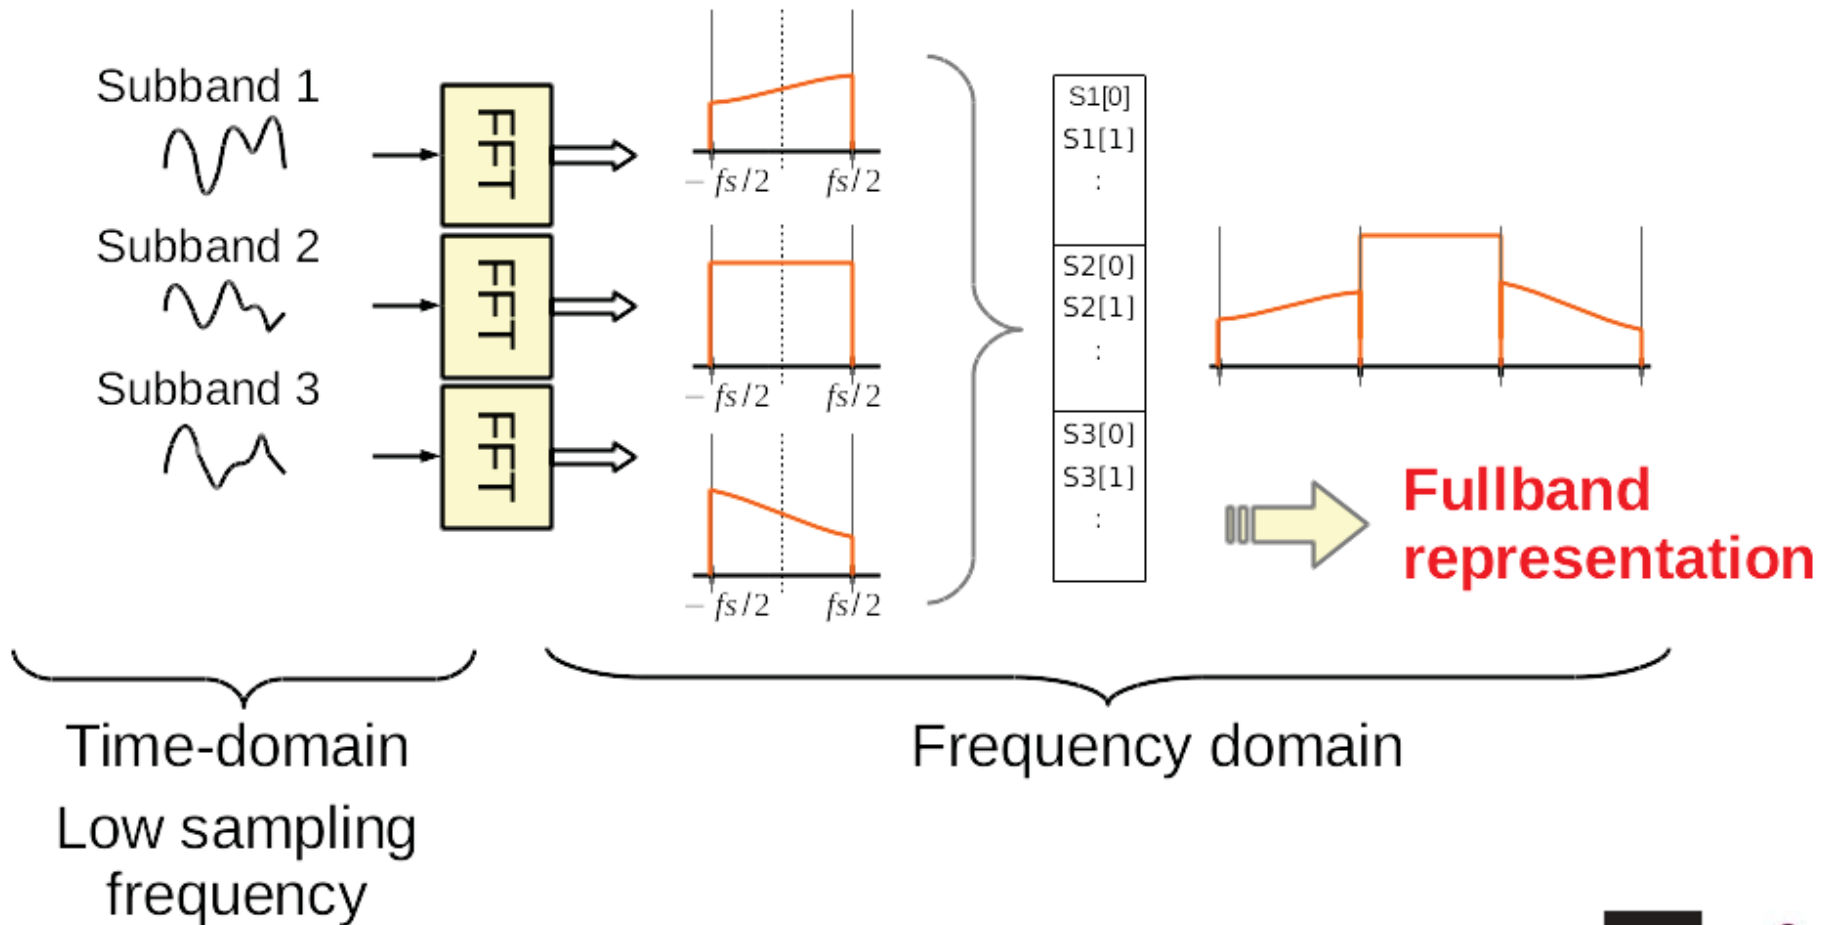 Subband 1
FFT
– fs/2
fs/2
Subband 2
FFT
– fs/2
fs/2
Subband 3
FFT
– fs/2
fs/2
S1[0]
S1[1]
:
S2[0]
S2[1]
:
S3[0]
S3[1]
:
Fullband
representation
Time-domain
Low sampling
frequency
Frequency domain